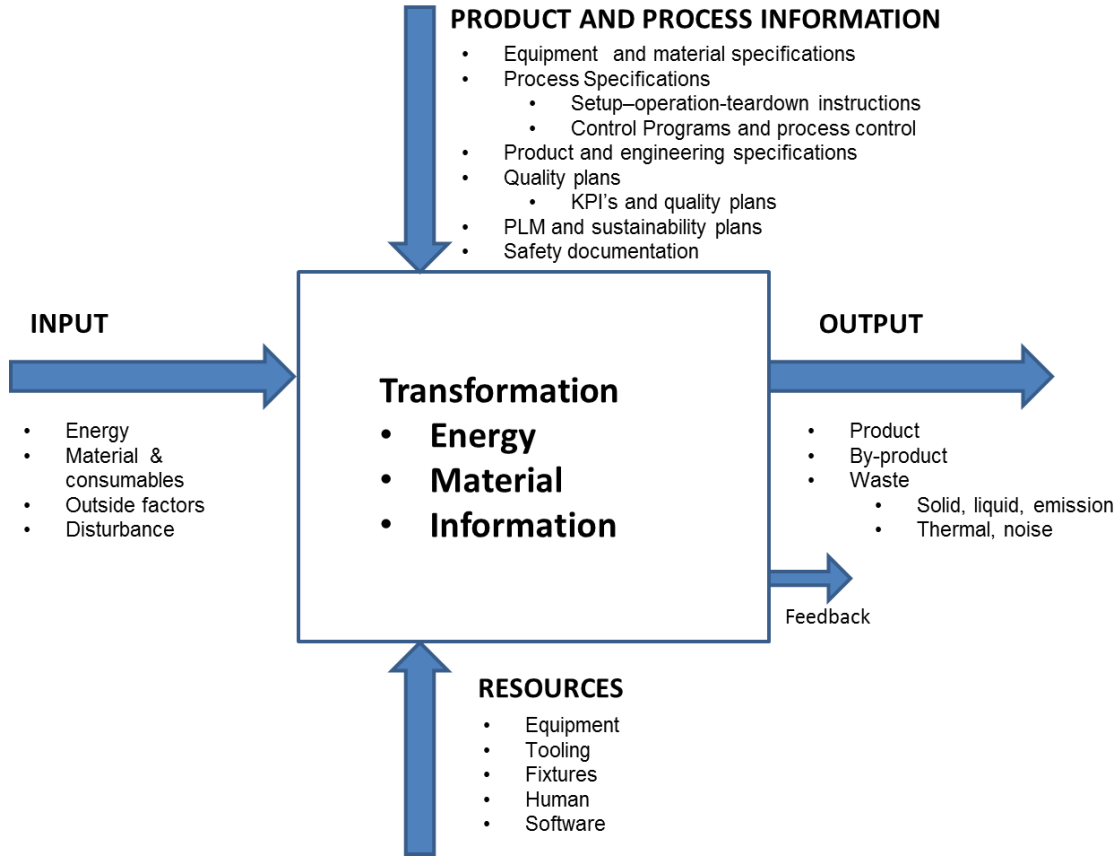 PRODUCT AND PROCESS INFORMATION
• Equipment and material specifications
• Process Specifications
• Setup–operation-teardown instructions
• Control Programs and process control
• Product and engineering specifications
• Quality plans
• KPI's and quality plans
• PLM and sustainability plans
• Safety documentation
INPUT
• Energy
• Material &
consumables
• Outside factors
• Disturbance
Transformation
• Energy
• Material
• Information
OUTPUT
• Product
• By-product
• Waste
• Solid, liquid, emission
• Thermal, noise
Feedback
RESOURCES
• Equipment
• Tooling
• Fixtures
• Human
• Software